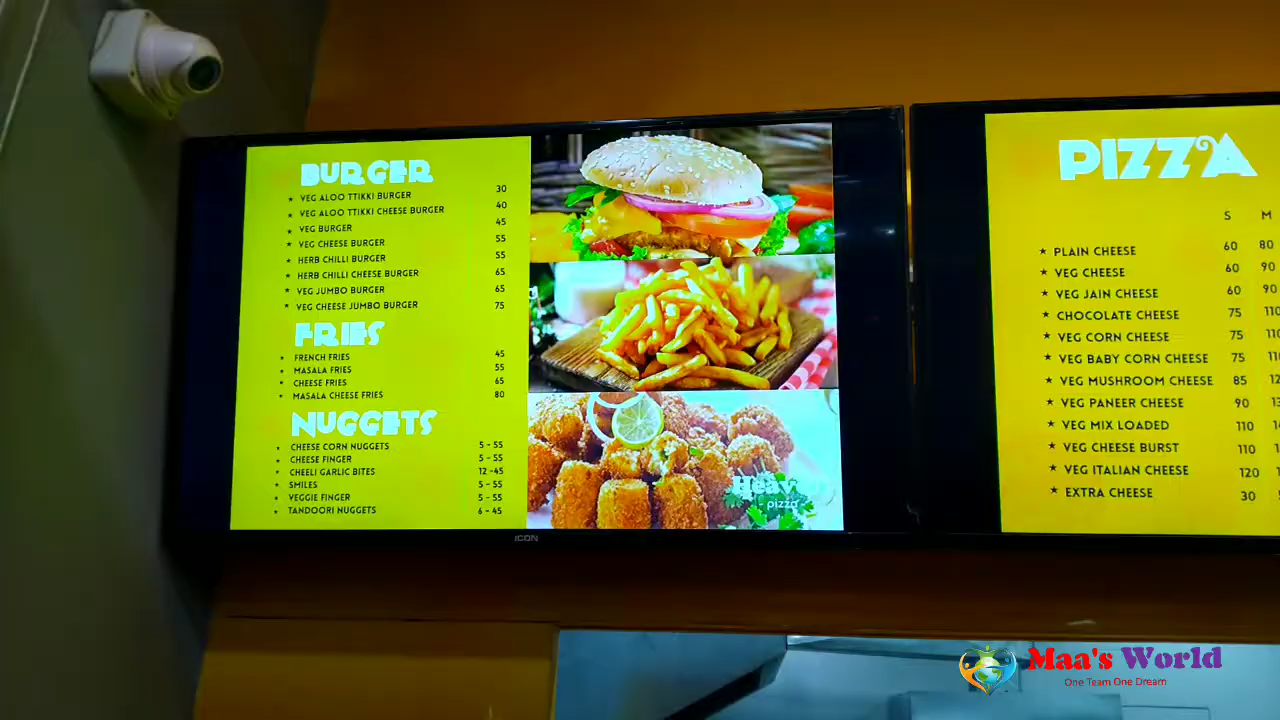 BURGER
★ VEG ALOO TTIKKI BURGER 30
★ VEG ALOO TTIKKI CHEESE BURGER 40
★ VEG BURGER 45
★ VEG CHEESE BURGER 55
★ HERB CHILLI BURGER 55
★ HERB CHILLI CHEESE BURGER 65
★ VEG JUMBO BURGER 65
★ VEG CHEESE JUMBO BURGER 75
FRIES
★ FRENCH FRIES 45
★ MASALA FRIES 55
★ CHEESE FRIES 65
★ MASALA CHEESE FRIES 80
NUGGETS
★ CHEESE CORN NUGGETS 5 - 55
★ CHEESE FINGER 5 - 55
★ CHEELI GARLIC BITES 12 -45
★ SMILES 5 - 55
★ VEGGIE FINGER 5 - 55
★ TANDOORI NUGGETS 6 - 45
pizza
ICON
PIZZ'A
S M
★ PLAIN CHEESE 60 80
★ VEG CHEESE 60 90
★ VEG JAIN CHEESE 60 90
★ CHOCOLATE CHEESE 75 110
★ VEG CORN CHEESE 75 110
★ VEG BABY CORN CHEESE 75
★ VEG MUSHROOM CHEESE 85
★ VEG PANEER CHEESE 90
★ VEG MIX LOADED 110
★ VEG CHEESE BURST 110
★ VEG ITALIAN CHEESE 120
★ EXTRA CHEESE 30
Maa's World
One Team One Dream